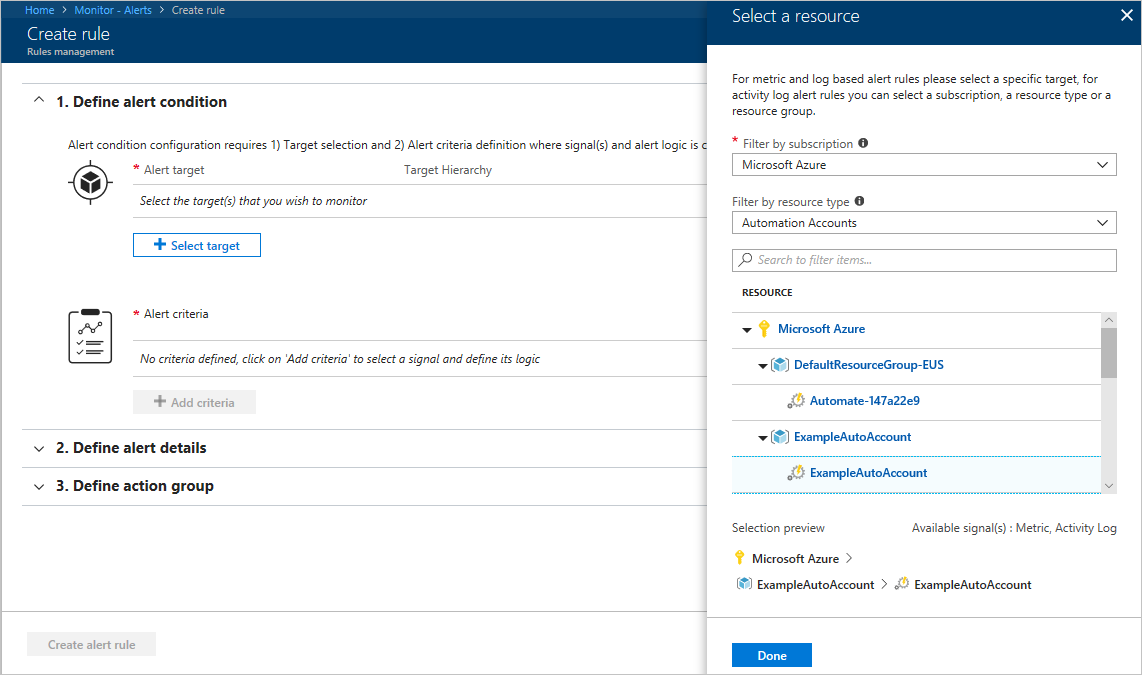 Home > Monitor - Alerts > Create rule
Create rule
Rules management
1. Define alert condition
Alert condition configuration requires 1) Target selection and 2) Alert criteria definition where signal(s) and alert logic is c
* Alert target
Target Hierarchy
Select the target(s) that you wish to monitor
+ Select target
* Alert criteria
No criteria defined, click on 'Add criteria' to select a signal and define its logic
+ Add criteria
2. Define alert details
3. Define action group
Create alert rule
Select a resource
For metric and log based alert rules please select a specific target, for
activity log alert rules you can select a subscription, a resource type or a
resource group.
* Filter by subscription
Microsoft Azure
Filter by resource type
Automation Accounts
Search to filter items...
RESOURCE
Microsoft Azure
DefaultResourceGroup-EUS
Automate-147a22e9
ExampleAutoAccount
ExampleAutoAccount
Selection preview
Available signal(s) : Metric, Activity Log
Microsoft Azure >
ExampleAutoAccount > ExampleAutoAccount
Done